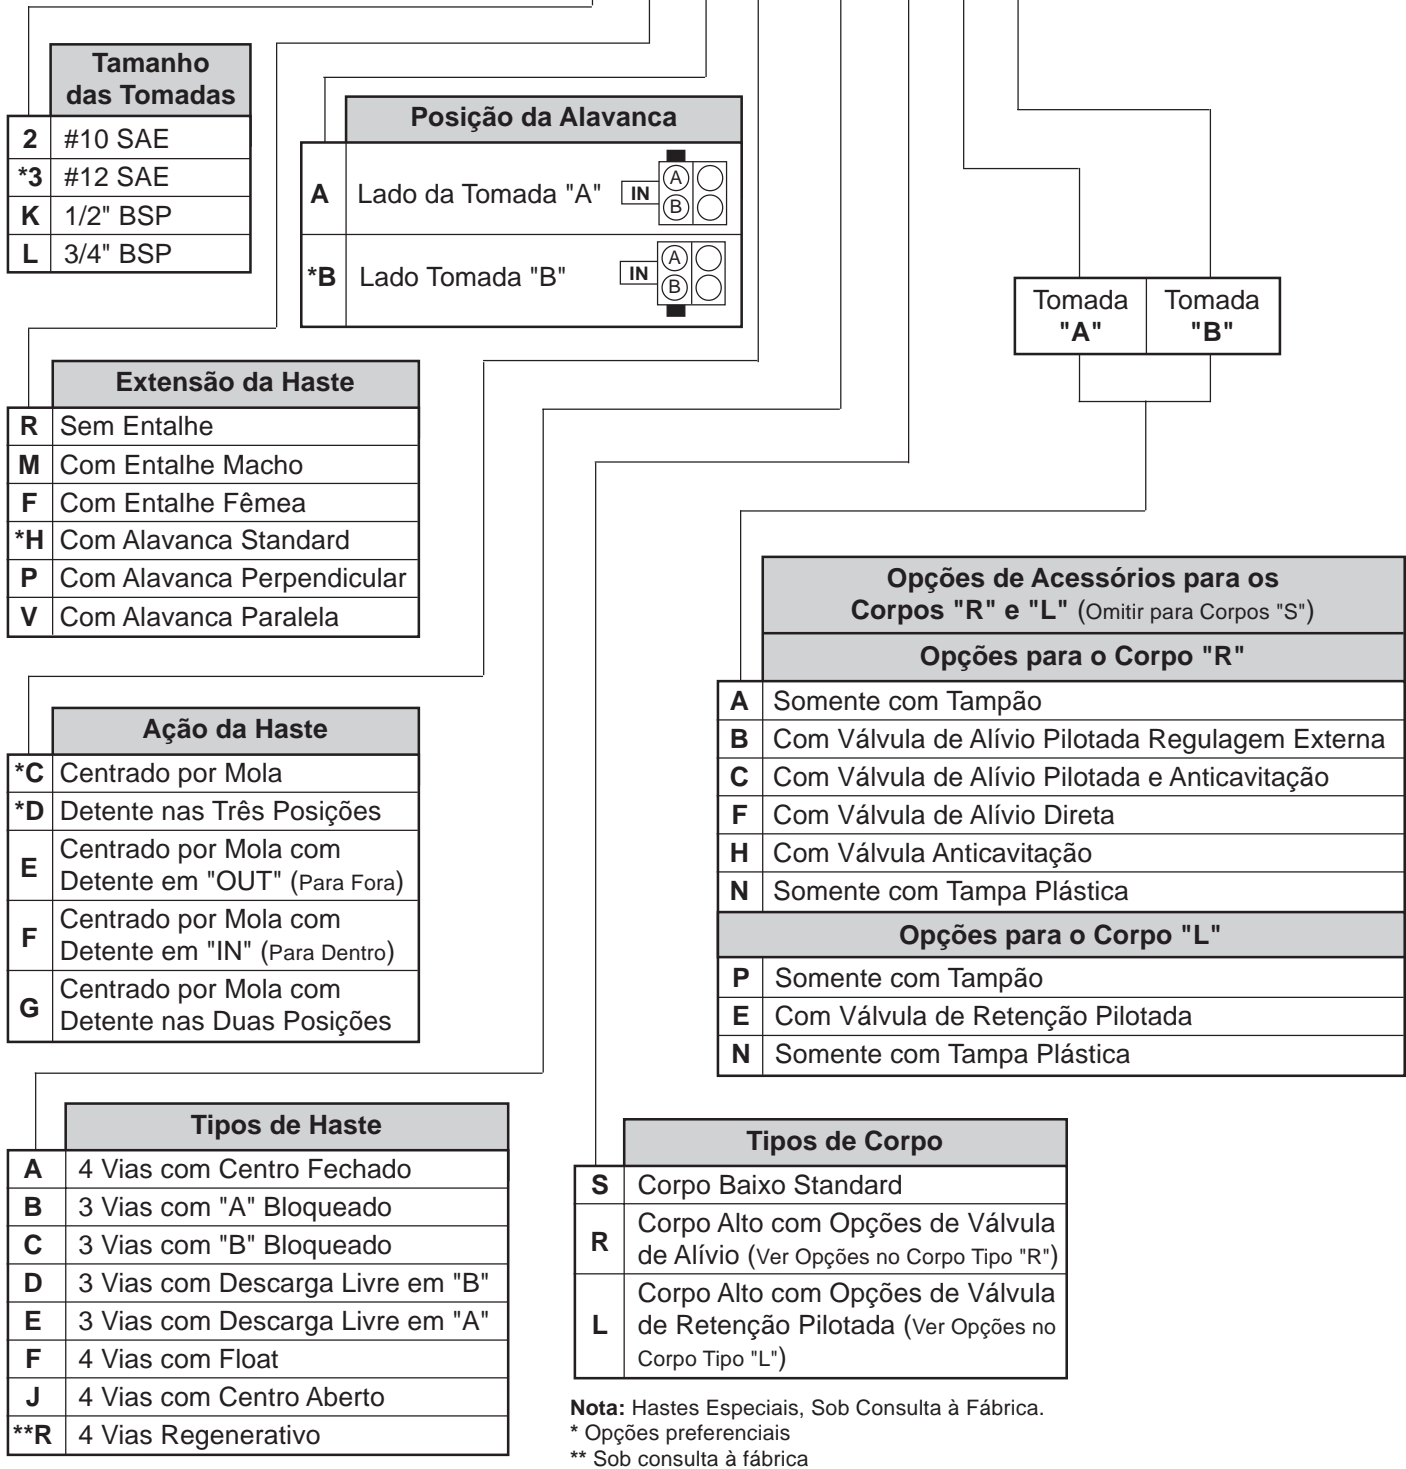 Tamanho
das Tomadas
2 #10 SAE
*3 #12 SAE
K 1/2" BSP
L 3/4" BSP
Posição da Alavanca
A Lado da Tomada "A" IN A B
*B Lado Tomada "B" IN A B
Tomada "A"
Tomada "B"
Extensão da Haste
R Sem Entalhe
M Com Entalhe Macho
F Com Entalhe Fêmea
*H Com Alavanca Standard
P Com Alavanca Perpendicular
V Com Alavanca Paralela
Ação da Haste
*C Centrado por Mola
*D Detente nas Três Posições
E Centrado por Mola com
Detente em "OUT" (Para Fora)
F Centrado por Mola com
Detente em "IN" (Para Dentro)
G Centrado por Mola com
Detente nas Duas Posições
Opções de Acessórios para os
Corpos "R" e "L" (Omitir para Corpos "S")
Opções para o Corpo "R"
A Somente com Tampão
B Com Válvula de Alívio Pilotada Regulagem Externa
C Com Válvula de Alívio Pilotada e Anticavitação
F Com Válvula de Alívio Direta
H Com Válvula Anticavitação
N Somente com Tampa Plástica
Opções para o Corpo "L"
P Somente com Tampão
E Com Válvula de Retenção Pilotada
N Somente com Tampa Plástica
Tipos de Haste
A 4 Vias com Centro Fechado
B 3 Vias com "A" Bloqueado
C 3 Vias com "B" Bloqueado
D 3 Vias com Descarga Livre em "B"
E 3 Vias com Descarga Livre em "A"
F 4 Vias com Float
J 4 Vias com Centro Aberto
**R 4 Vias Regenerativo
Tipos de Corpo
S Corpo Baixo Standard
R Corpo Alto com Opções de Válvula
de Alívio (Ver Opções no Corpo Tipo "R")
L Corpo Alto com Opções de Válvula
de Retenção Pilotada (Ver Opções no
Corpo Tipo "L")
Nota: Hastes Especiais, Sob Consulta à Fábrica.
* Opções preferenciais
** Sob consulta à fábrica